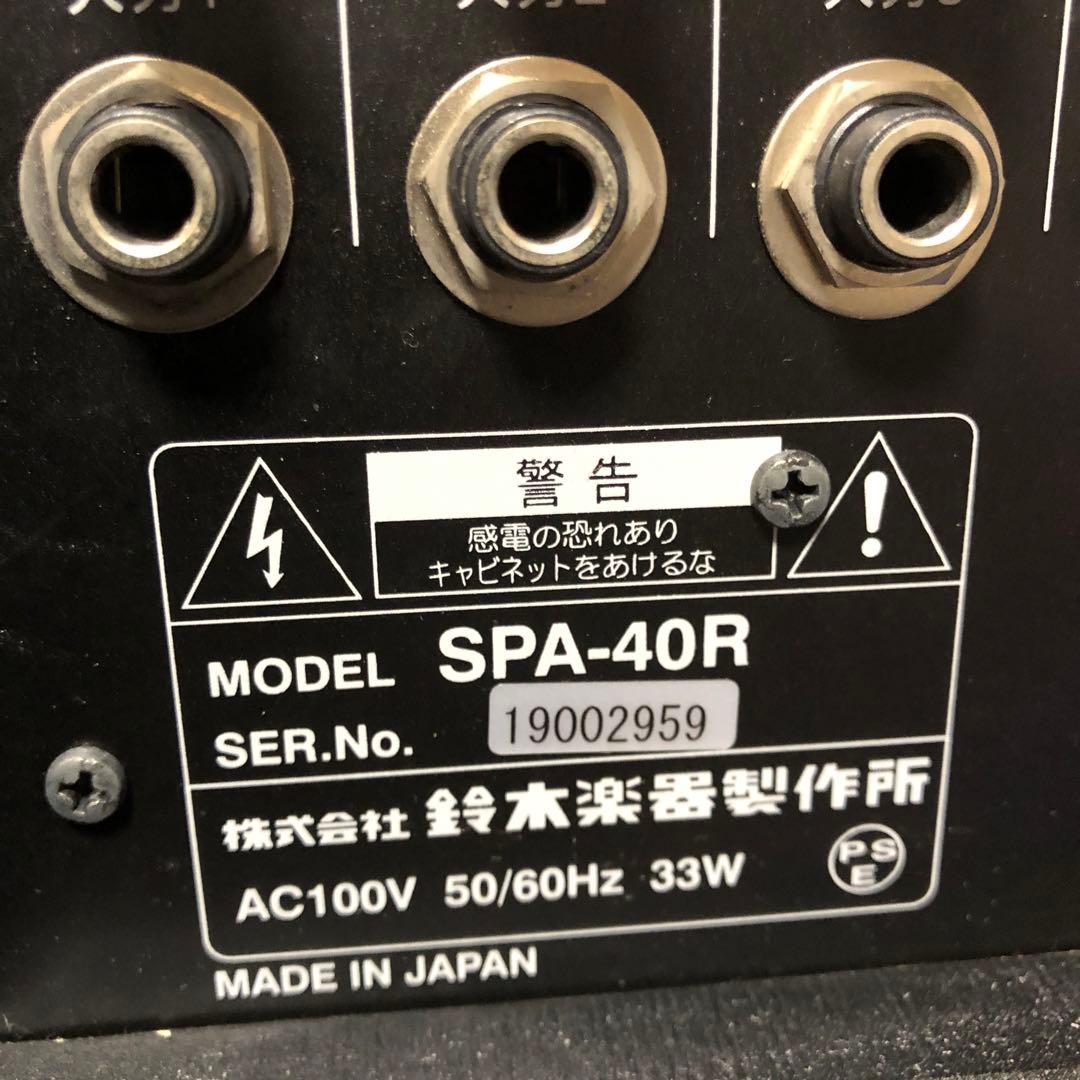 警告
感電の恐れあり
キャビネットをあけるな
MODEL SPA-40R
SER.No. 19002959
株式会社 鈴木楽器製作所
AC100V 50/60Hz 33W
PSE
MADE IN JAPAN